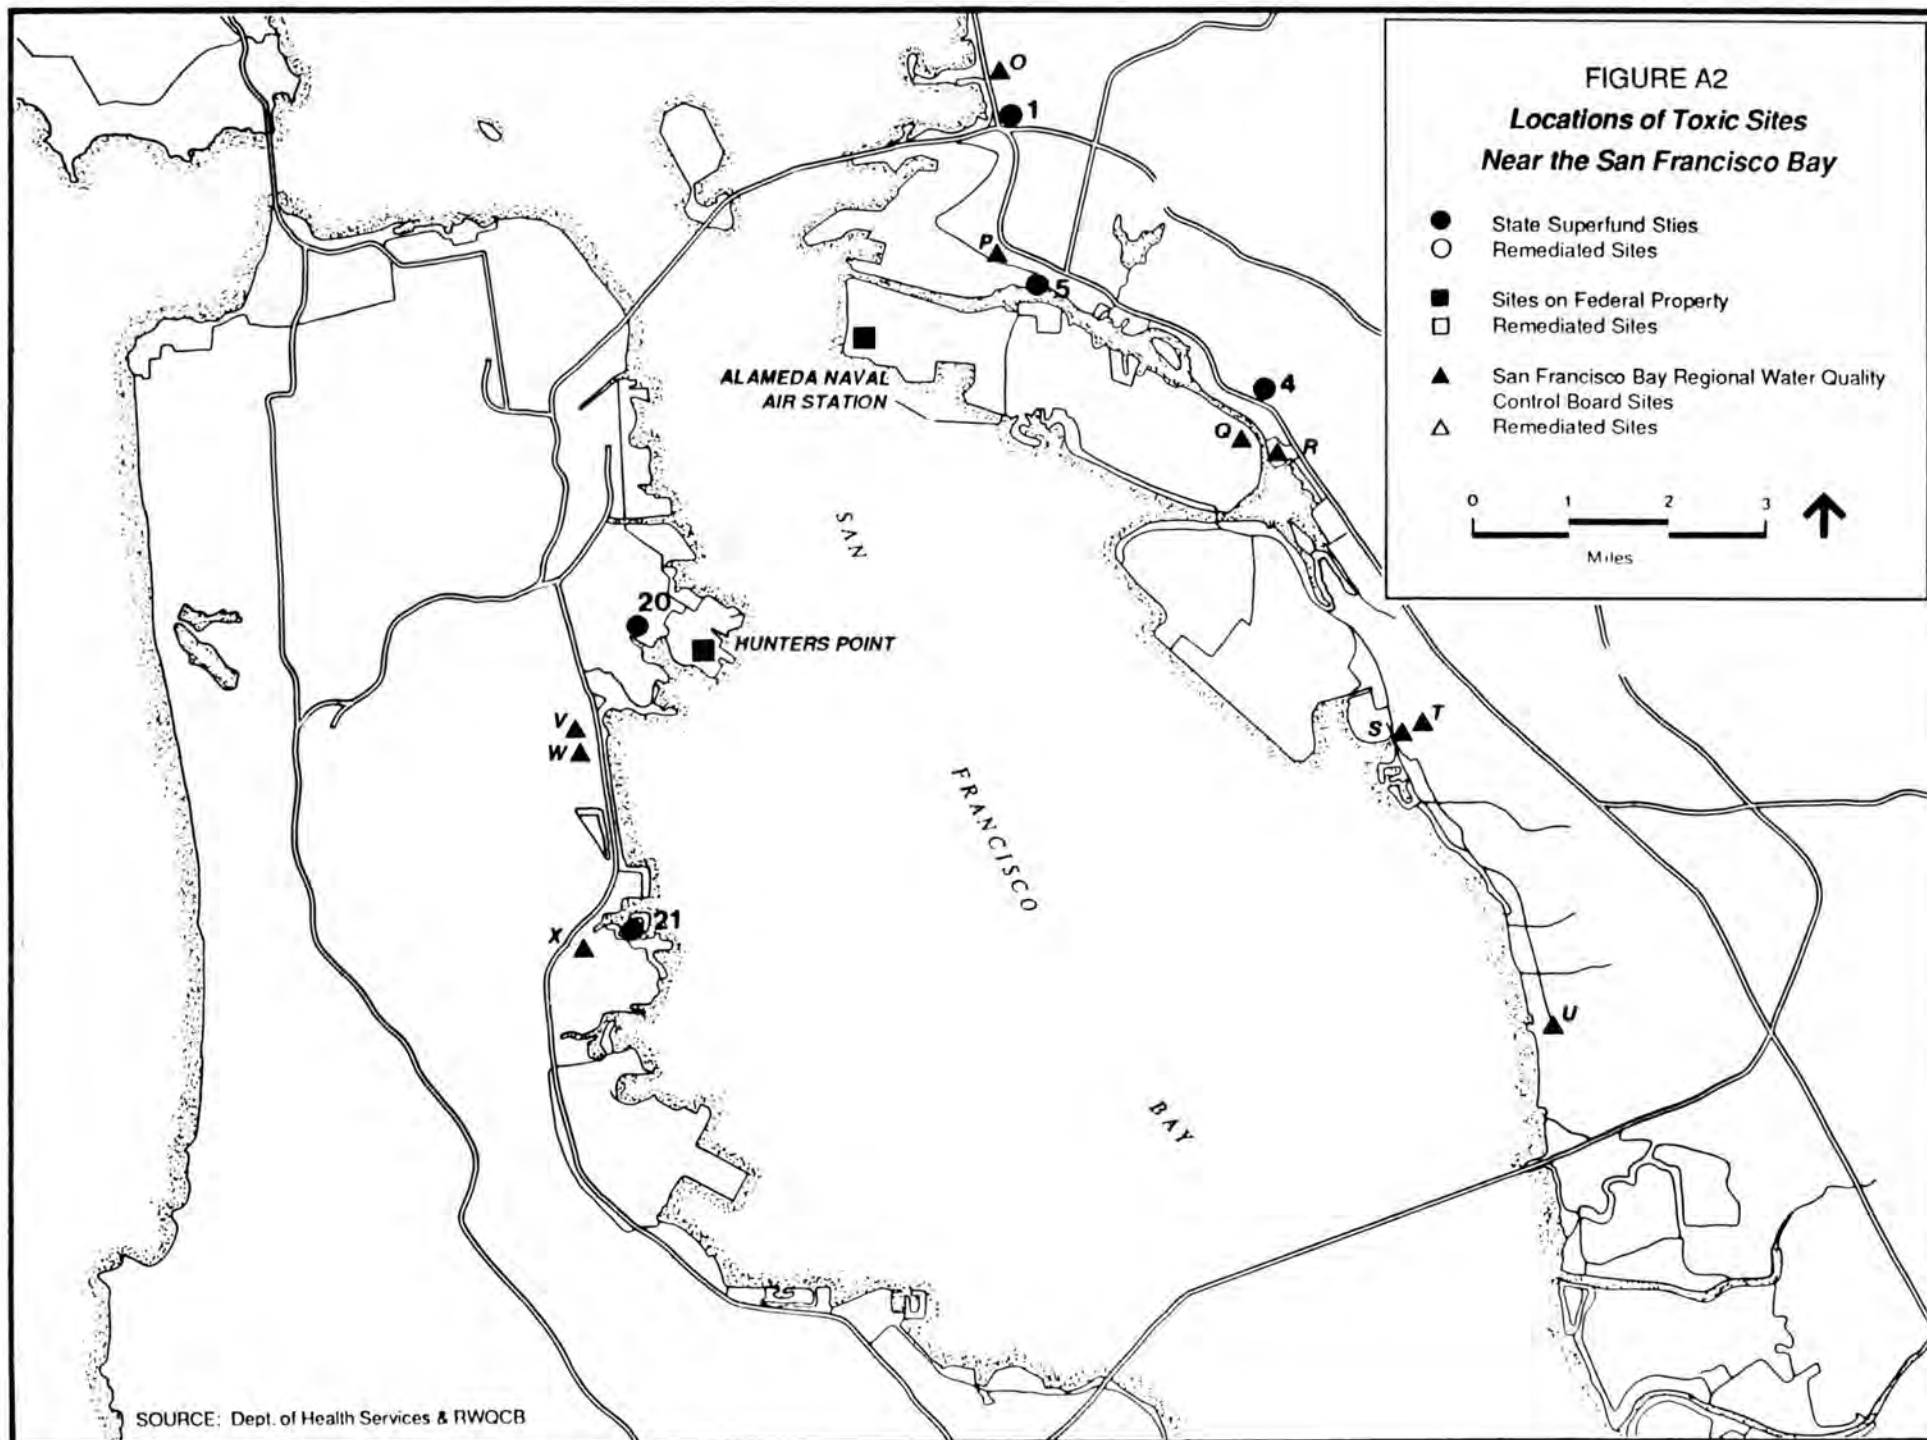 FIGURE A2
Locations of Toxic Sites
Near the San Francisco Bay
State Superfund Sties
Remediated Sites
Sites on Federal Property
Remediated Sites
San Francisco Bay Regional Water Quality
Control Board Sites
Remediated Sites
0 1 2 3
Miles
O
1
P
5
ALAMEDA NAVAL
AIR STATION
4
Q
R
SAN
20
HUNTERS POINT
V
W
S
T
FRANCISCO
21
X
U
BAY
SOURCE: Dept. of Health Services & RWQCB